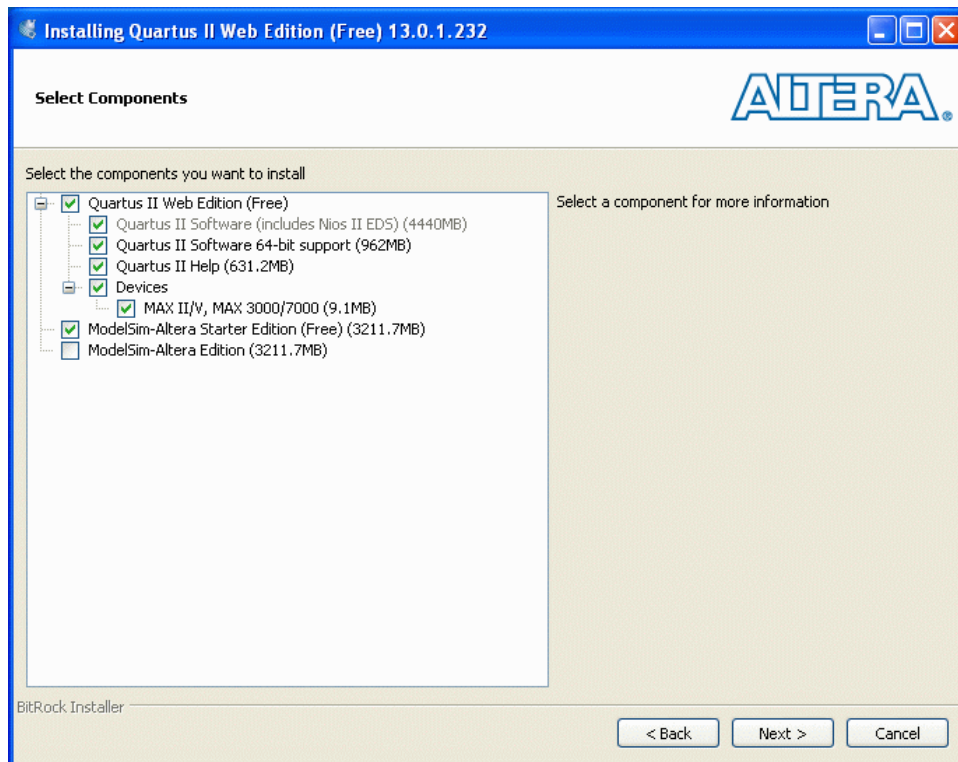 Installing Quartus II Web Edition (Free) 13.0.1.232
Select Components
ALTERA®
Select the components you want to install
Quartus II Web Edition (Free)
Select a component for more information
Quartus II Software (includes Nios II EDS) (4440MB)
Quartus II Software 64-bit support (962MB)
Quartus II Help (631.2MB)
Devices
MAX II/V, MAX 3000/7000 (9.1MB)
ModelSim-Altera Starter Edition (Free) (3211.7MB)
ModelSim-Altera Edition (3211.7MB)
BitRock Installer
< Back
Next >
Cancel